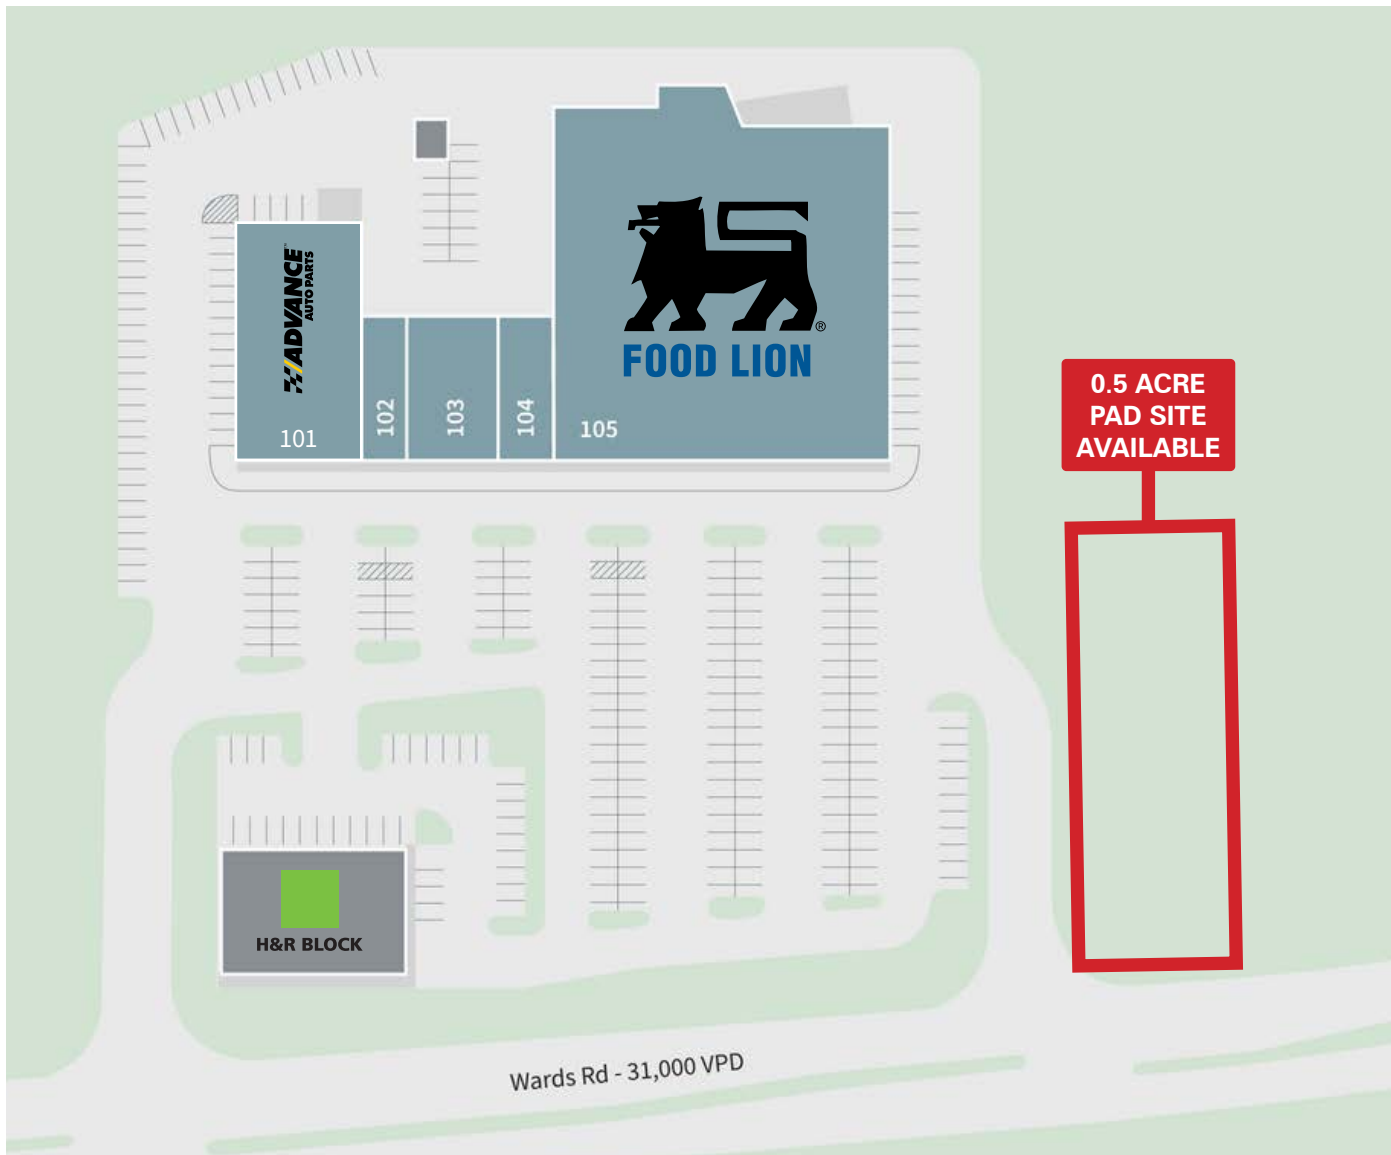 ADVANCE
AUTO PARTS
101
102
103
104
105
®
FOOD LION
0.5 ACRE
PAD SITE
AVAILABLE
H&R BLOCK
Wards Rd - 31,000 VPD